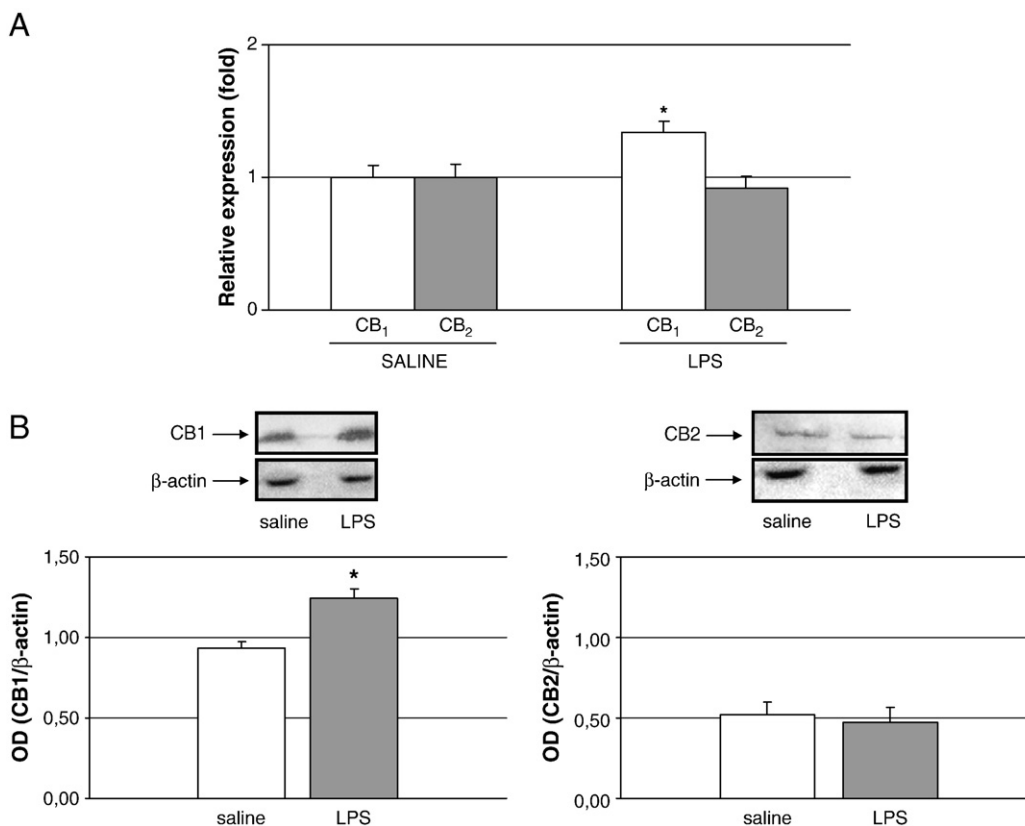 A
Relative expression (fold)
2
1
0
*
CB₁ CB₂ CB₁ CB₂
SALINE LPS
B
CB1
β-actin
saline LPS
CB2
β-actin
saline LPS
OD (CB1/β-actin)
1,50
1,00
0,50
0,00
*
saline LPS
OD (CB2/β-actin)
1,50
1,00
0,50
0,00
saline LPS